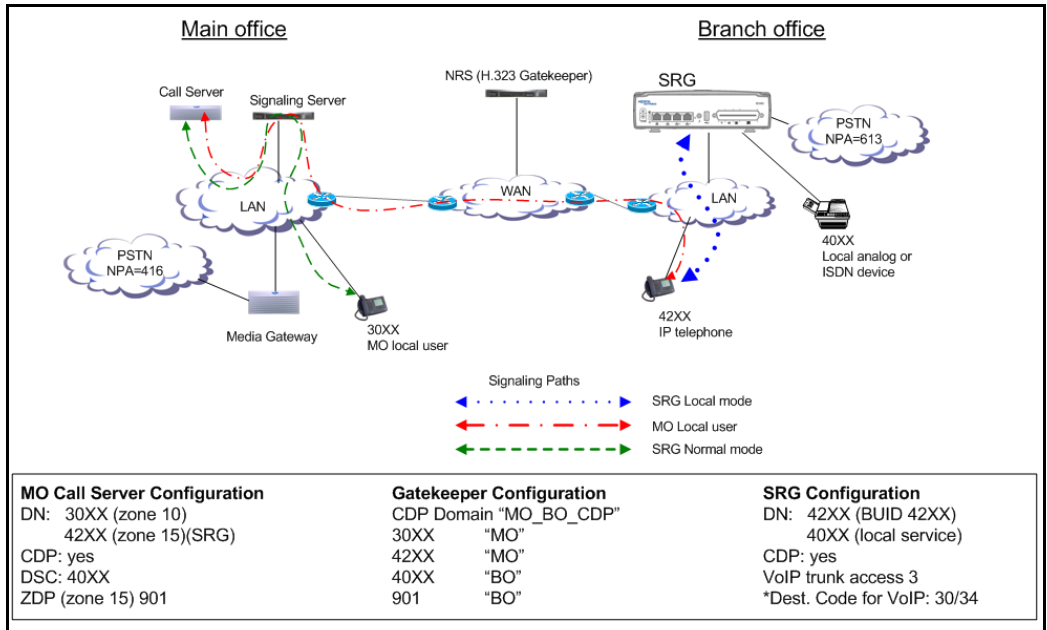 Main office
Branch office
NRS (H.323 Gatekeeper)
SRG
Call Server
Signaling Server
PSTN
NPA=613
LAN
WAN
LAN
PSTN
NPA=416
40XX
Local analog or
ISDN device
Media Gateway
30XX
MO local user
42XX
IP telephone
Signaling Paths
SRG Local mode
MO Local user
SRG Normal mode
MO Call Server Configuration
DN: 30XX (zone 10)
42XX (zone 15)(SRG)
CDP: yes
DSC: 40XX
ZDP (zone 15) 901
Gatekeeper Configuration
CDP Domain “MO_BO_CDP”
30XX “MO”
42XX “MO”
40XX “BO”
901 “BO”
SRG Configuration
DN: 42XX (BUID 42XX)
40XX (local service)
CDP: yes
VoIP trunk access 3
*Dest. Code for VoIP: 30/34